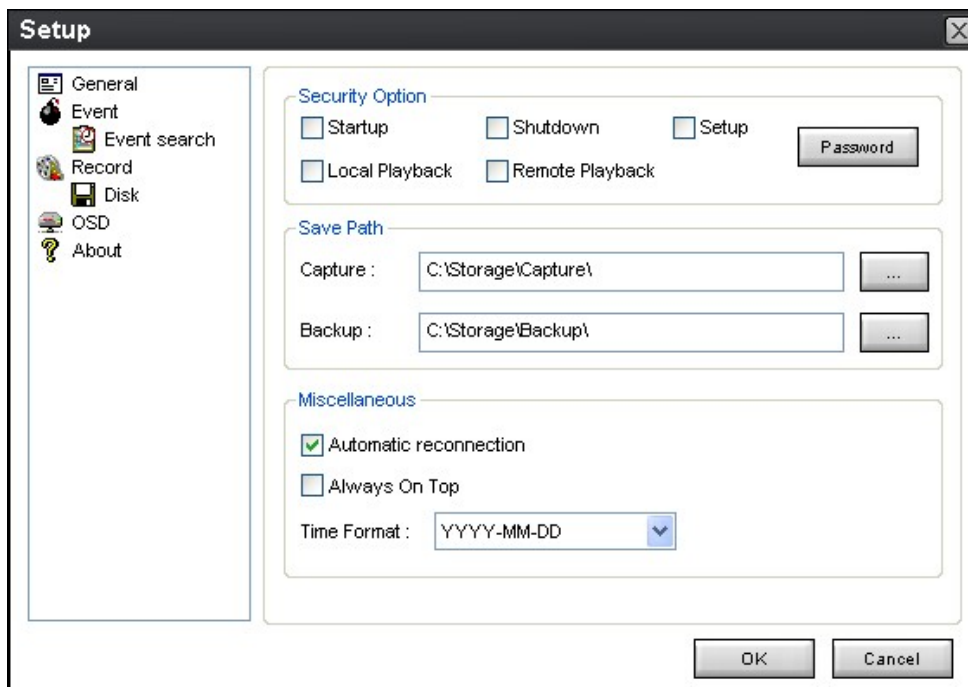 Setup
General
Event
Event search
Record
Disk
OSD
About
Security Option
Startup Shutdown Setup
Password
Local Playback Remote Playback
Save Path
Capture : C:\Storage\Capture\ ...
Backup : C:\Storage\Backup\ ...
Miscellaneous
Automatic reconnection
Always On Top
Time Format : YYYY-MM-DD
OK Cancel